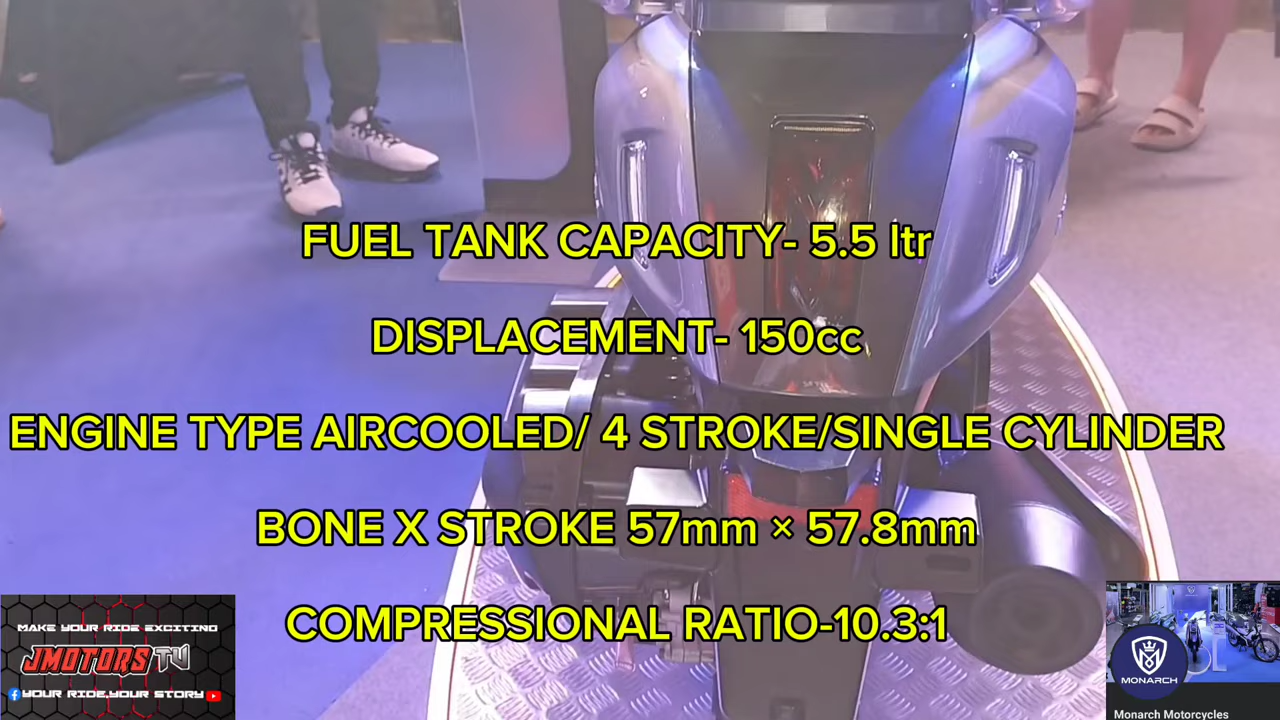 FUEL TANK CAPACITY- 5.5 ltr
DISPLACEMENT- 150cc
ENGINE TYPE AIRCOOLED/ 4 STROKE/SINGLE CYLINDER
BONE X STROKE 57mm × 57.8mm
COMPRESSIONAL RATIO-10.3:1
MAKE YOUR RIDE EXCITING
JMOTORS TV
YOUR RIDE,YOUR STORY
MONARCH
Monarch Motorcycles